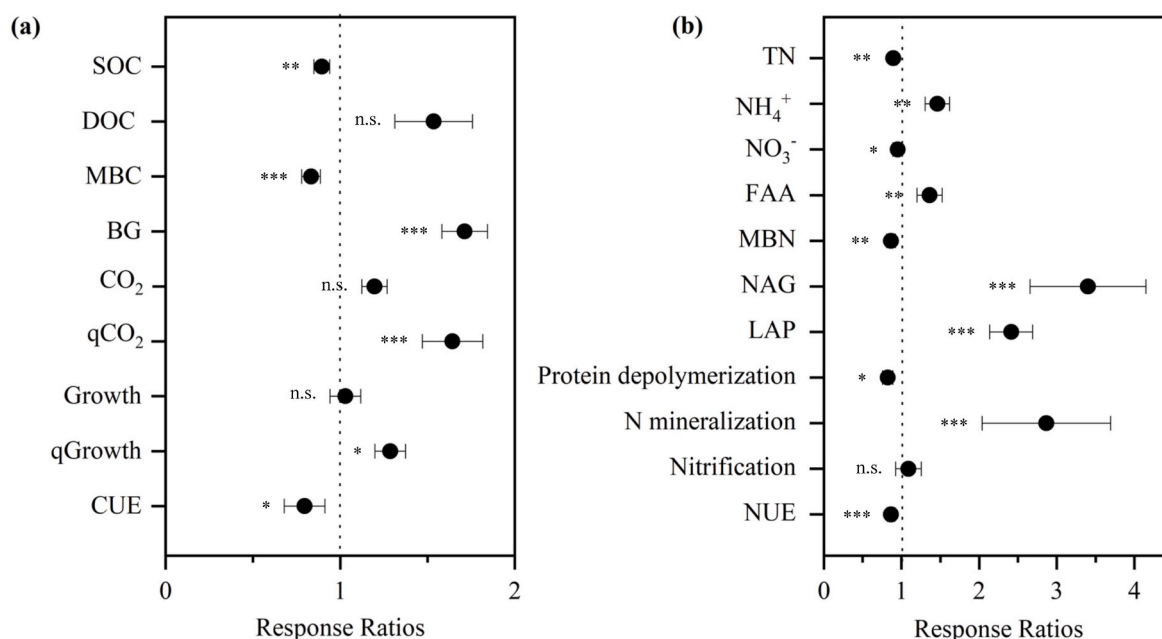 (a)
SOC
**
DOC
n.s.
MBC
***
BG
***
CO₂
n.s.
qCO₂
***
Growth
n.s.
qGrowth
*
CUE
*
0 1 2
Response Ratios
(b)
TN
**
NH₄⁺
**
NO₃⁻
*
FAA
**
MBN
**
NAG
***
LAP
***
Protein depolymerization
*
N mineralization
***
Nitrification
n.s.
NUE
***
0 1 2 3 4
Response Ratios